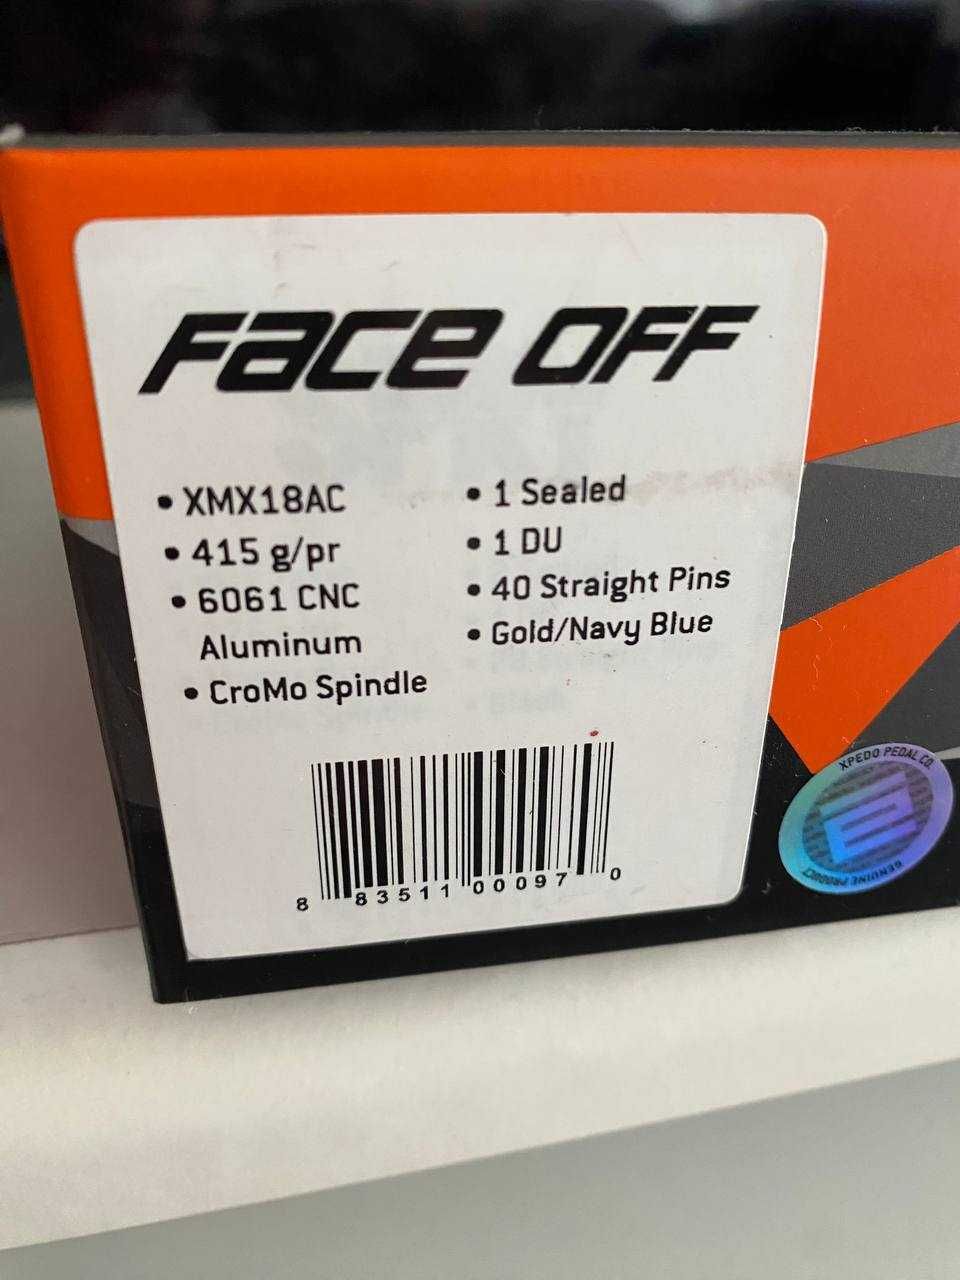 Face OFF
• XMX18AC
• 415 g/pr
• 6061 CNC
Aluminum
• CroMo Spindle
• 1 Sealed
• 1 DU
• 40 Straight Pins
• Gold/Navy Blue
8 83511 00097 0
XPEDO PEDAL CO.
GENUINE PRODUCT